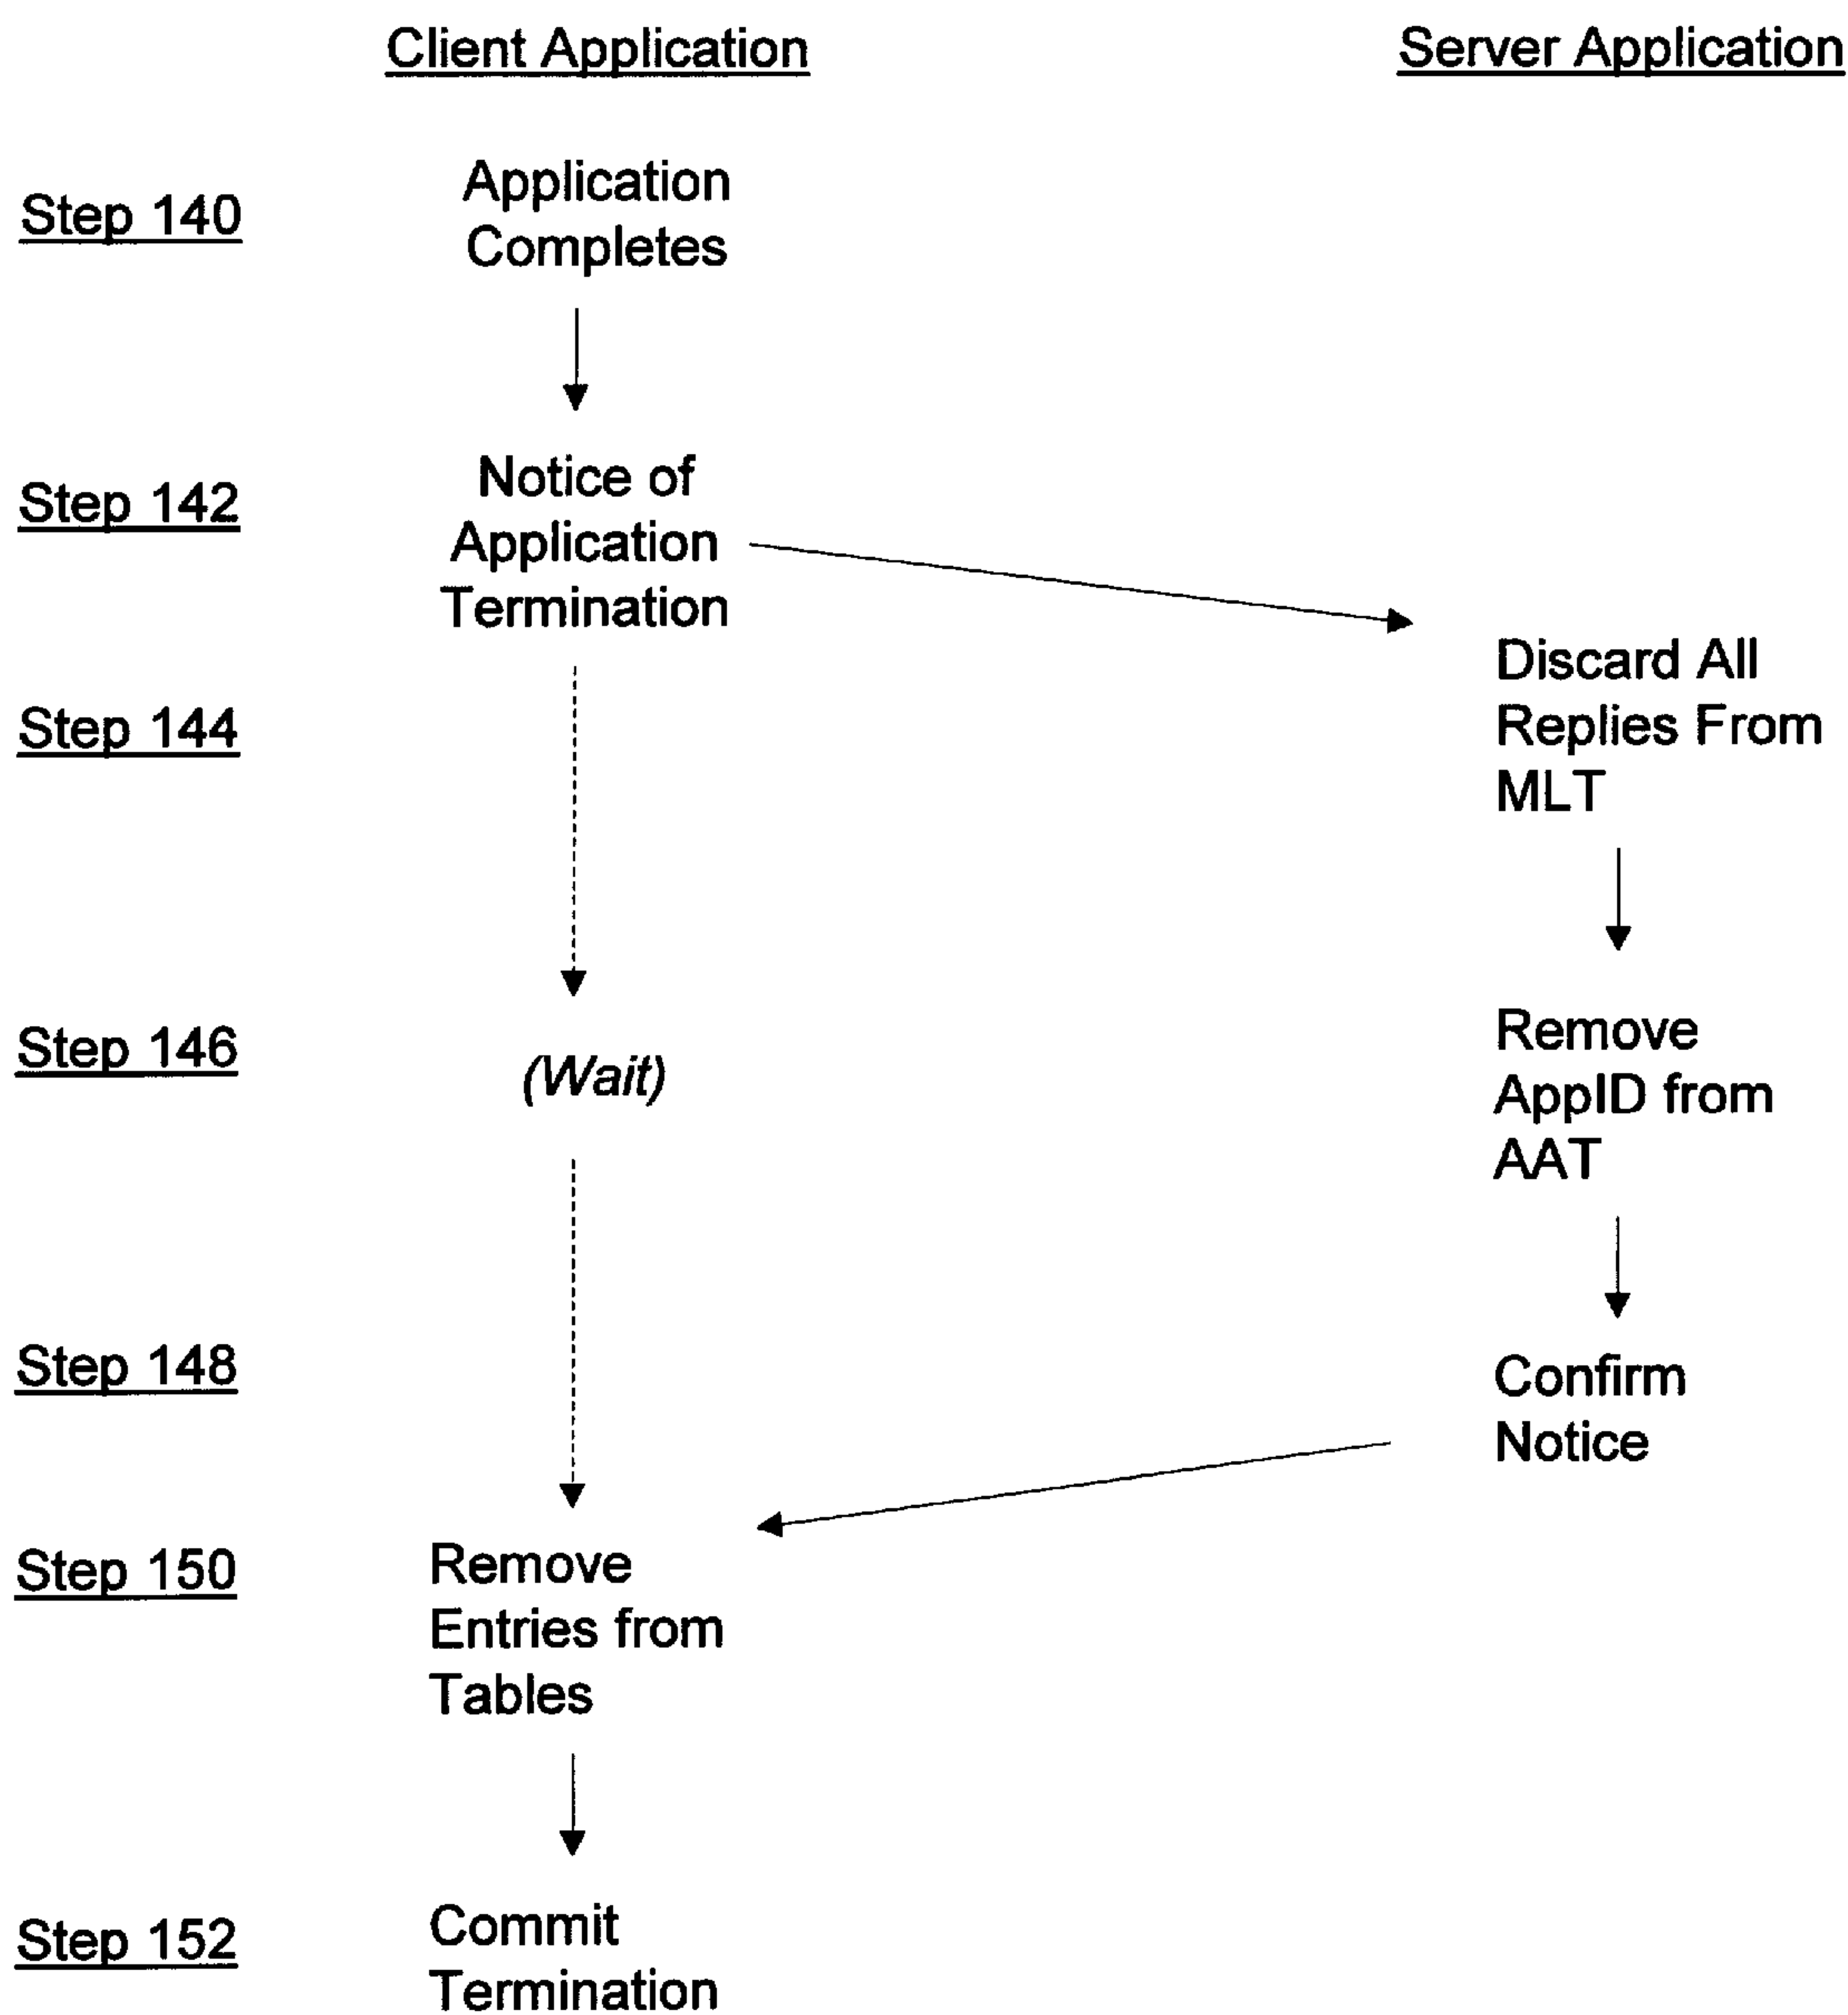 Client Application
Server Application
Step 140
Application
Completes
Step 142
Notice of
Application
Termination
Step 144
Discard All
Replies From
MLT
Step 146
(Wait)
Remove
AppID from
AAT
Step 148
Confirm
Notice
Step 150
Remove
Entries from
Tables
Step 152
Commit
Termination